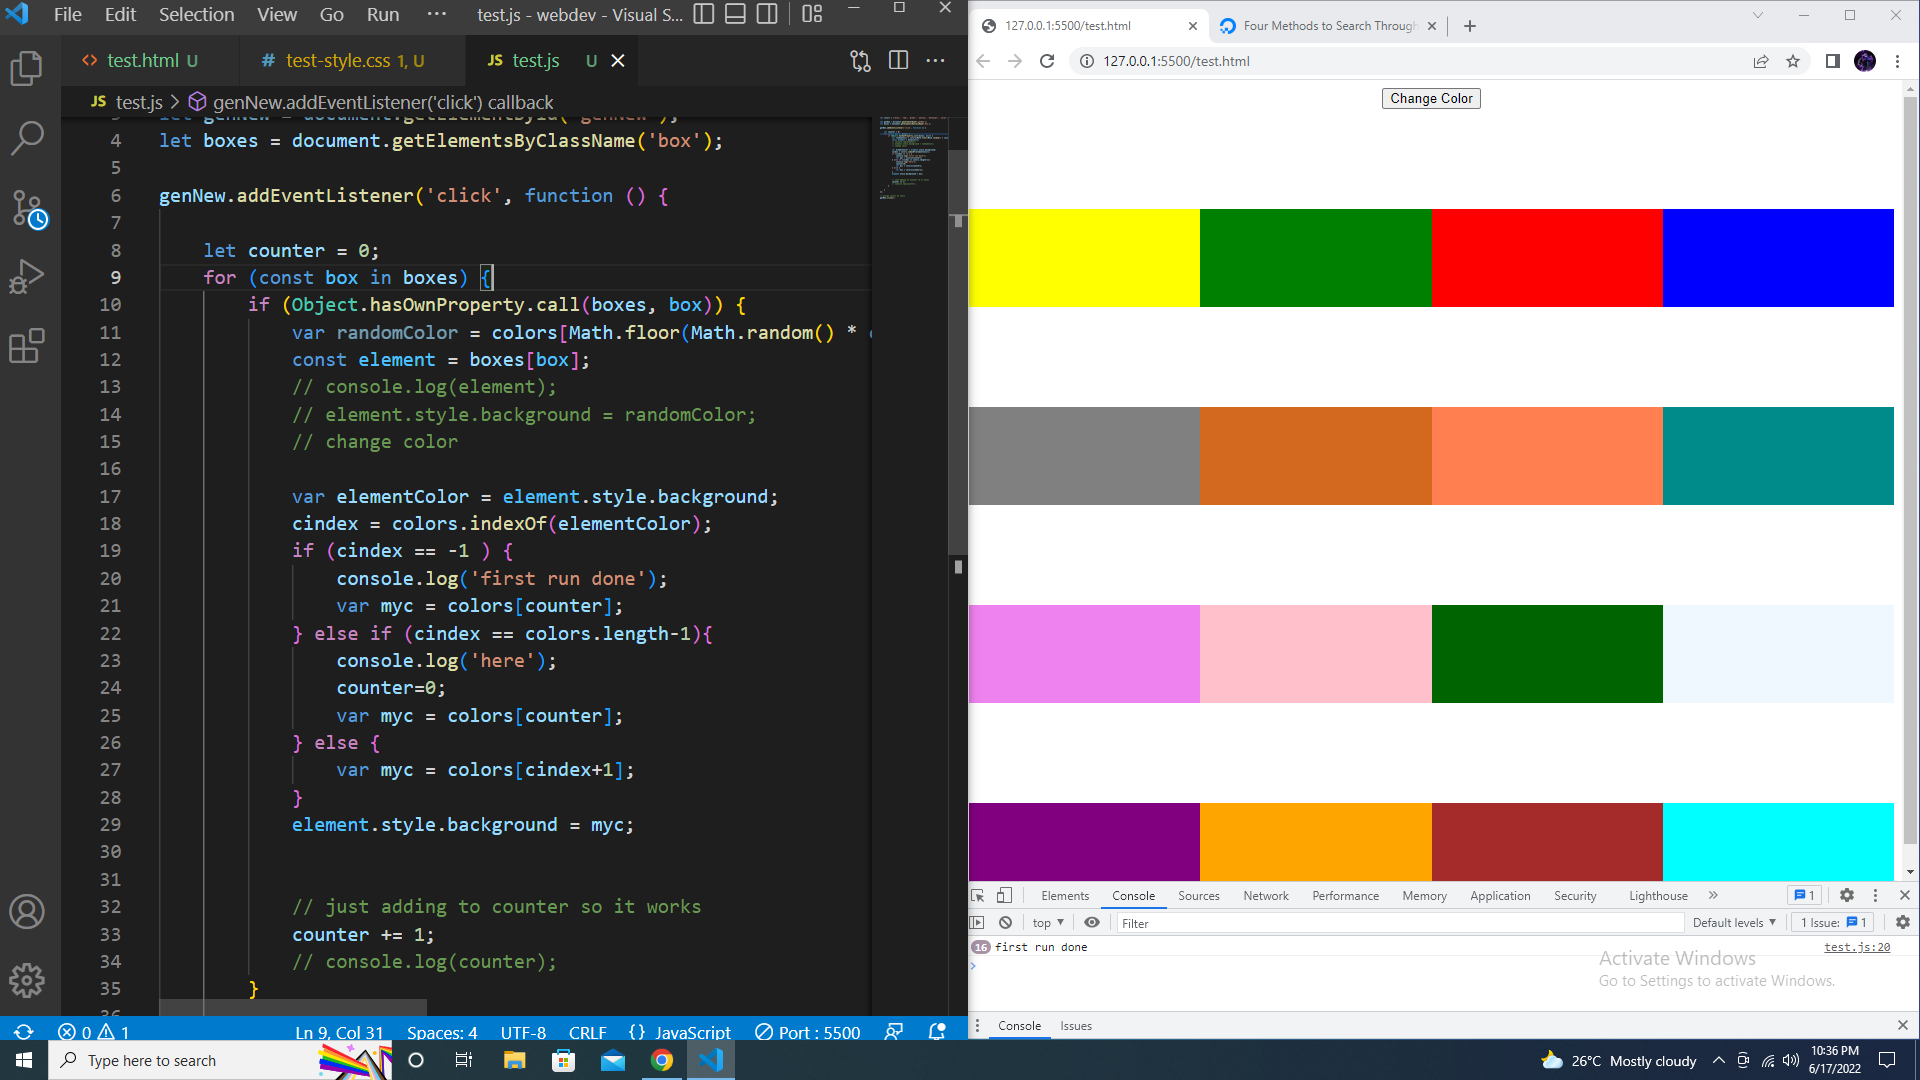 File Edit Selection View Go Run ··· test.js - webdev - Visual S...
test.html U
# test-style.css 1, U
JS test.js U
JS test.js > genNew.addEventListener('click') callback
4 let boxes = document.getElementsByClassName('box');
5
6 genNew.addEventListener('click', function () {
7
8 let counter = 0;
9 for (const box in boxes) {
10 if (Object.hasOwnProperty.call(boxes, box)) {
11 var randomColor = colors[Math.floor(Math.random() *
12 const element = boxes[box];
13 // console.log(element);
14 // element.style.background = randomColor;
15 // change color
16
17 var elementColor = element.style.background;
18 cindex = colors.indexOf(elementColor);
19 if (cindex == -1 ) {
20 console.log('first run done');
21 var myc = colors[counter];
22 } else if (cindex == colors.length-1){
23 console.log('here');
24 counter=0;
25 var myc = colors[counter];
26 } else {
27 var myc = colors[cindex+1];
28 }
29 element.style.background = myc;
30
31
32 // just adding to counter so it works
33 counter += 1;
34 // console.log(counter);
35 }
0 1 Ln 9, Col 31 Spaces: 4 UTF-8 CRLF {} JavaScript Port : 5500
127.0.0.1:5500/test.html
Four Methods to Search Through
127.0.0.1:5500/test.html
Change Color
Elements Console Sources Network Performance Memory Application Security Lighthouse » 1
top Filter Default levels 1 Issue: 1
16 first run done test.js:20
Activate Windows
Go to Settings to activate Windows.
Console Issues
Type here to search
26°C Mostly cloudy
10:36 PM
6/17/2022